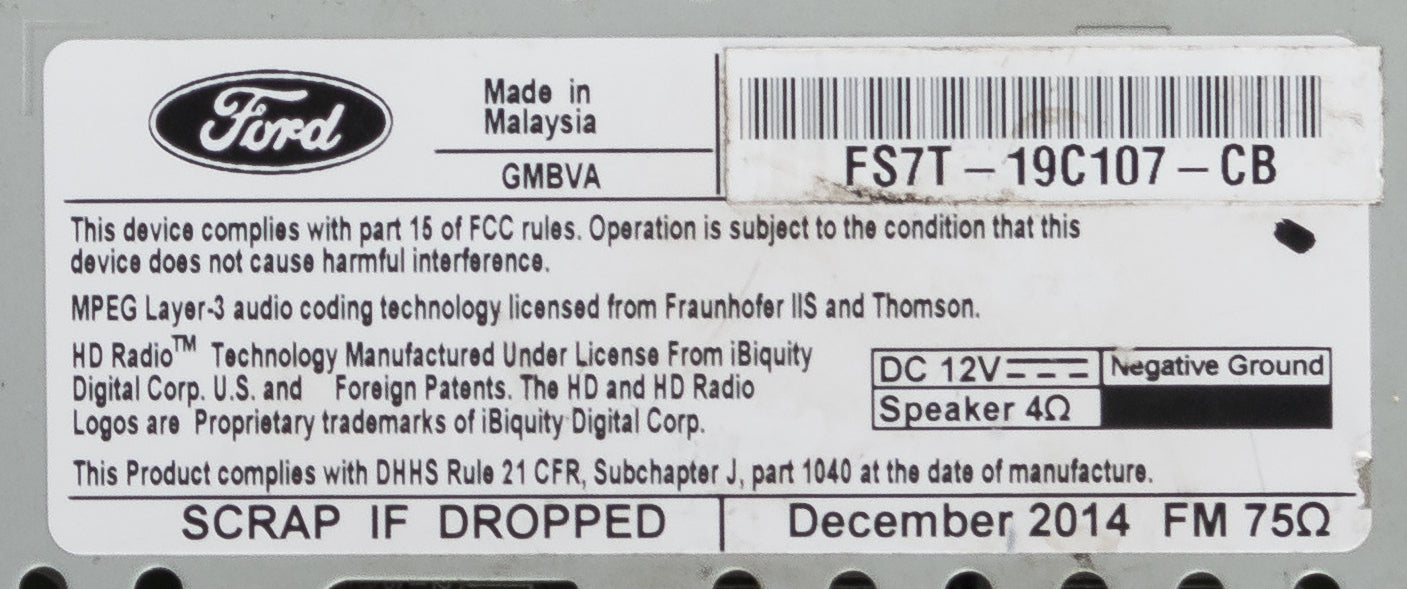 Ford
Made in
Malaysia
GMBVA
FS7T – 19C107 – CB
This device complies with part 15 of FCC rules. Operation is subject to the condition that this
device does not cause harmful interference.
MPEG Layer-3 audio coding technology licensed from Fraunhofer IIS and Thomson.
HD Radio™ Technology Manufactured Under License From iBiquity
Digital Corp. U.S. and Foreign Patents. The HD and HD Radio
Logos are Proprietary trademarks of iBiquity Digital Corp.
DC 12V Negative Ground
Speaker 4Ω
This Product complies with DHHS Rule 21 CFR, Subchapter J, part 1040 at the date of manufacture.
SCRAP IF DROPPED December 2014 FM 75Ω